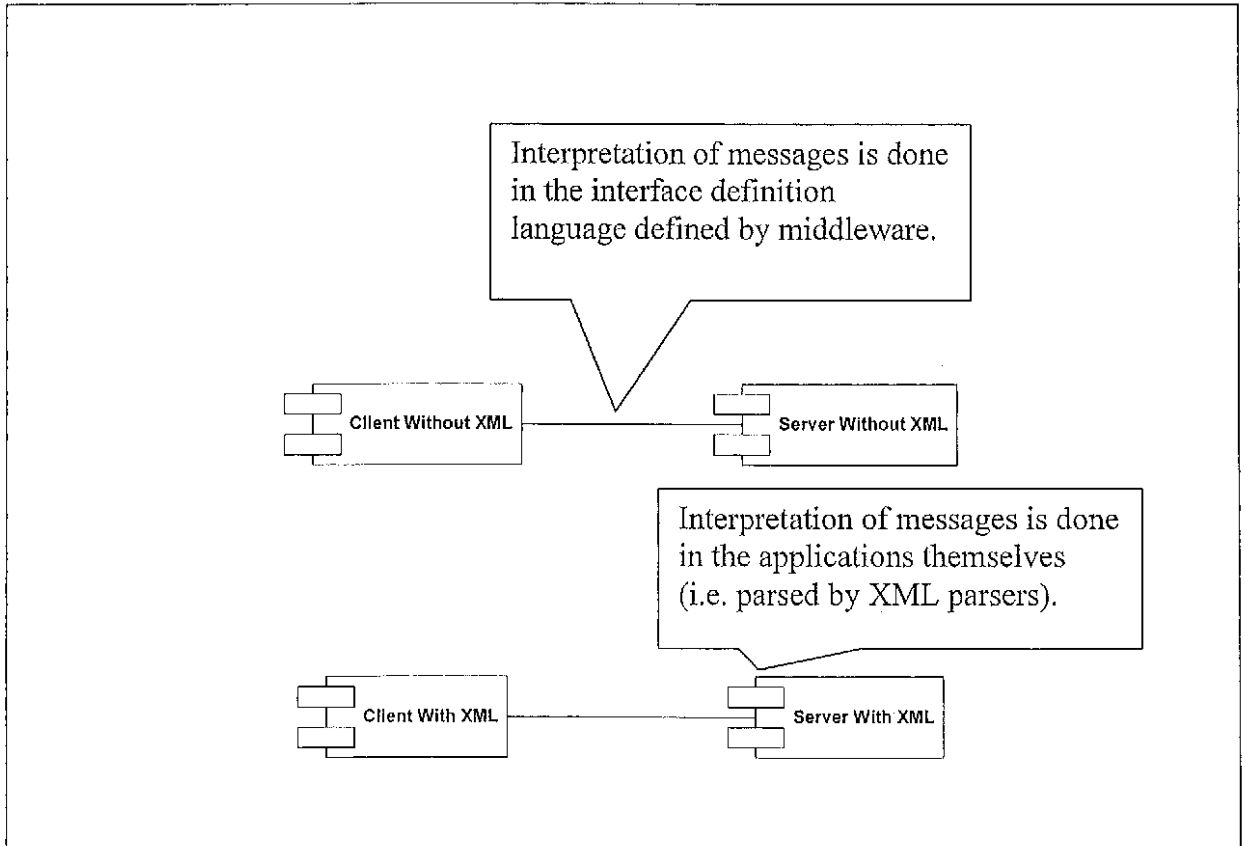 Interpretation of messages is done
in the interface definition
language defined by middleware.
Client Without XML
Server Without XML
Interpretation of messages is done
in the applications themselves
(i.e. parsed by XML parsers).
Client With XML
Server With XML